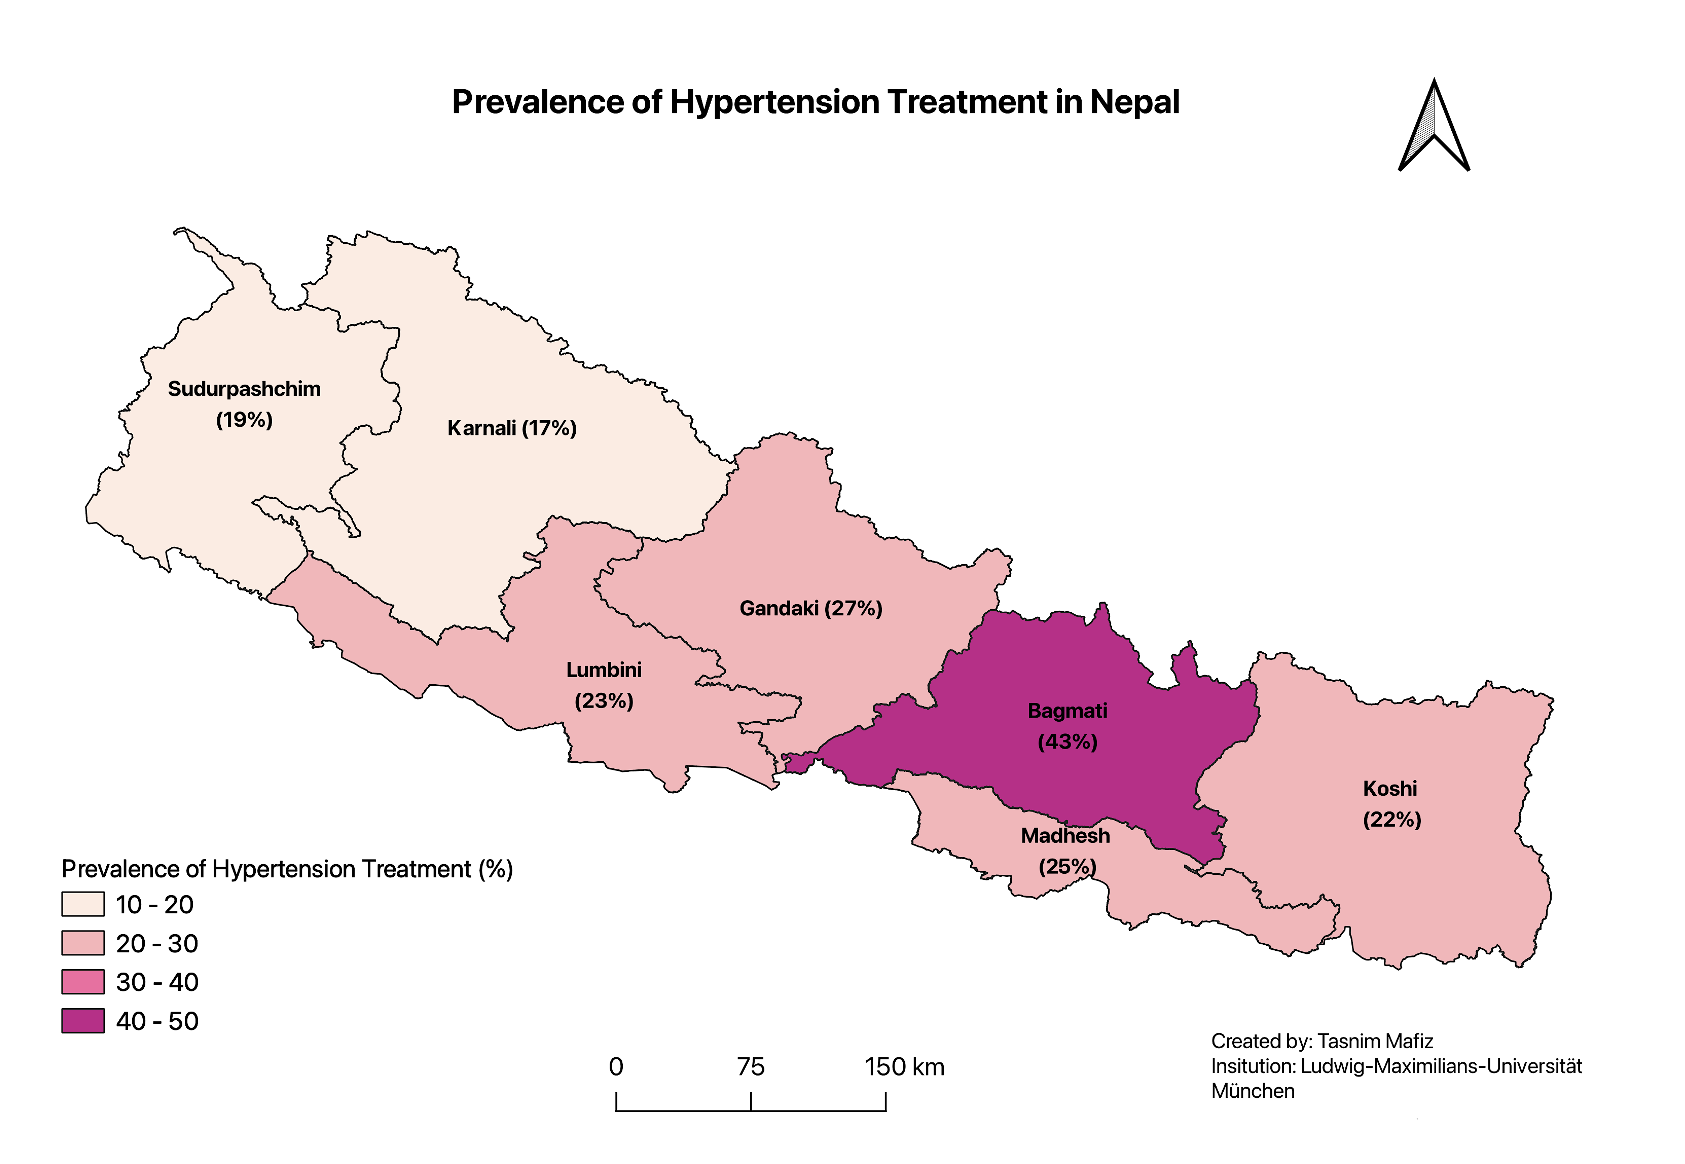 Prevalence of Hypertension Treatment in Nepal
Sudurpashchim
(19%)
Karnali (17%)
Gandaki (27%)
Lumbini
(23%)
Bagmati
(43%)
Koshi
(22%)
Madhesh
(25%)
Prevalence of Hypertension Treatment (%)
10 - 20
20 - 30
30 - 40
40 - 50
0 75 150 km
Created by: Tasnim Mafiz
Insitution: Ludwig-Maximilians-Universität
München